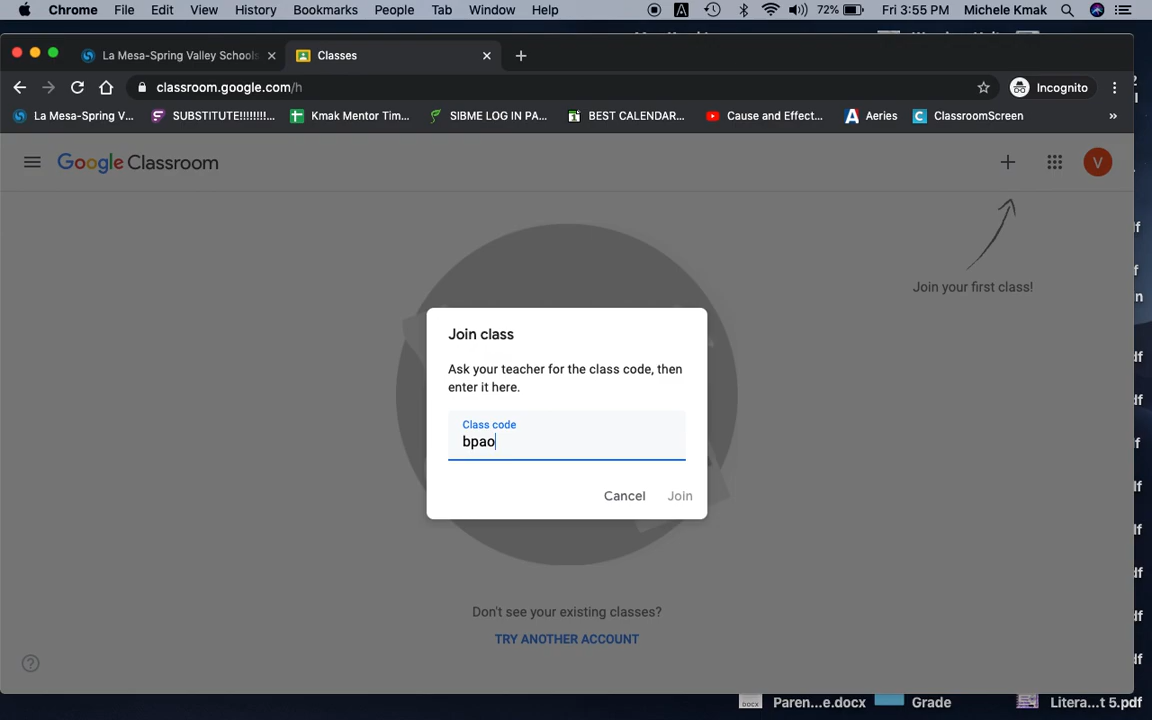 Chrome File Edit View History Bookmarks People Tab Window Help 72% Fri 3:55 PM Michele Kmak
La Mesa-Spring Valley Schools Classes
classroom.google.com/h Incognito
La Mesa-Spring V... SUBSTITUTE!!!!!!!!... Kmak Mentor Tim... SIBME LOG IN PA... BEST CALENDAR... Cause and Effect... Aeries ClassroomScreen »
Google Classroom V
Join your first class!
Join class
Ask your teacher for the class code, then
enter it here.
Class code
bpao
Cancel Join
Don't see your existing classes?
TRY ANOTHER ACCOUNT
Paren...e.docx Grade Litera...t 5.pdf